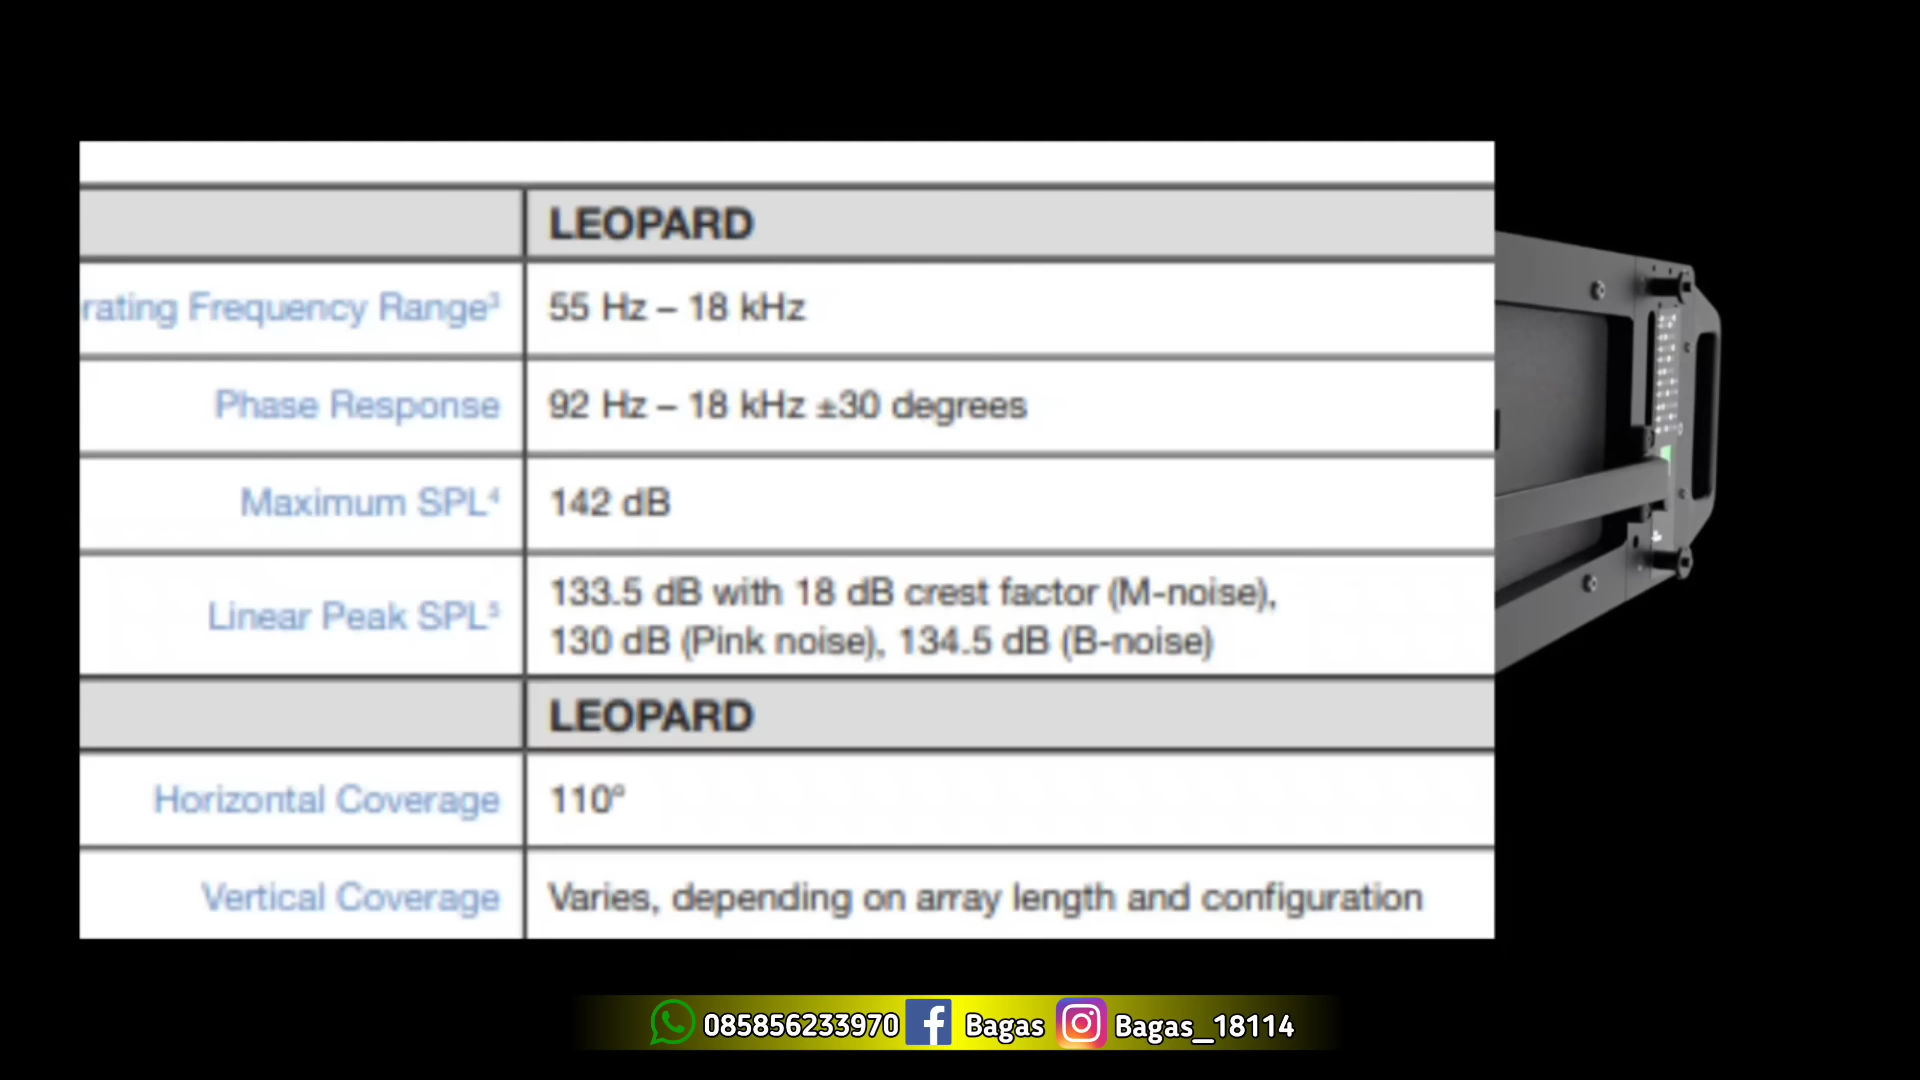 LEOPARD
rating Frequency Range³
55 Hz – 18 kHz
Phase Response
92 Hz – 18 kHz ±30 degrees
Maximum SPL⁴
142 dB
Linear Peak SPL⁵
133.5 dB with 18 dB crest factor (M-noise),
130 dB (Pink noise), 134.5 dB (B-noise)
LEOPARD
Horizontal Coverage
110°
Vertical Coverage
Varies, depending on array length and configuration
085856233970 Bagas Bagas_18114